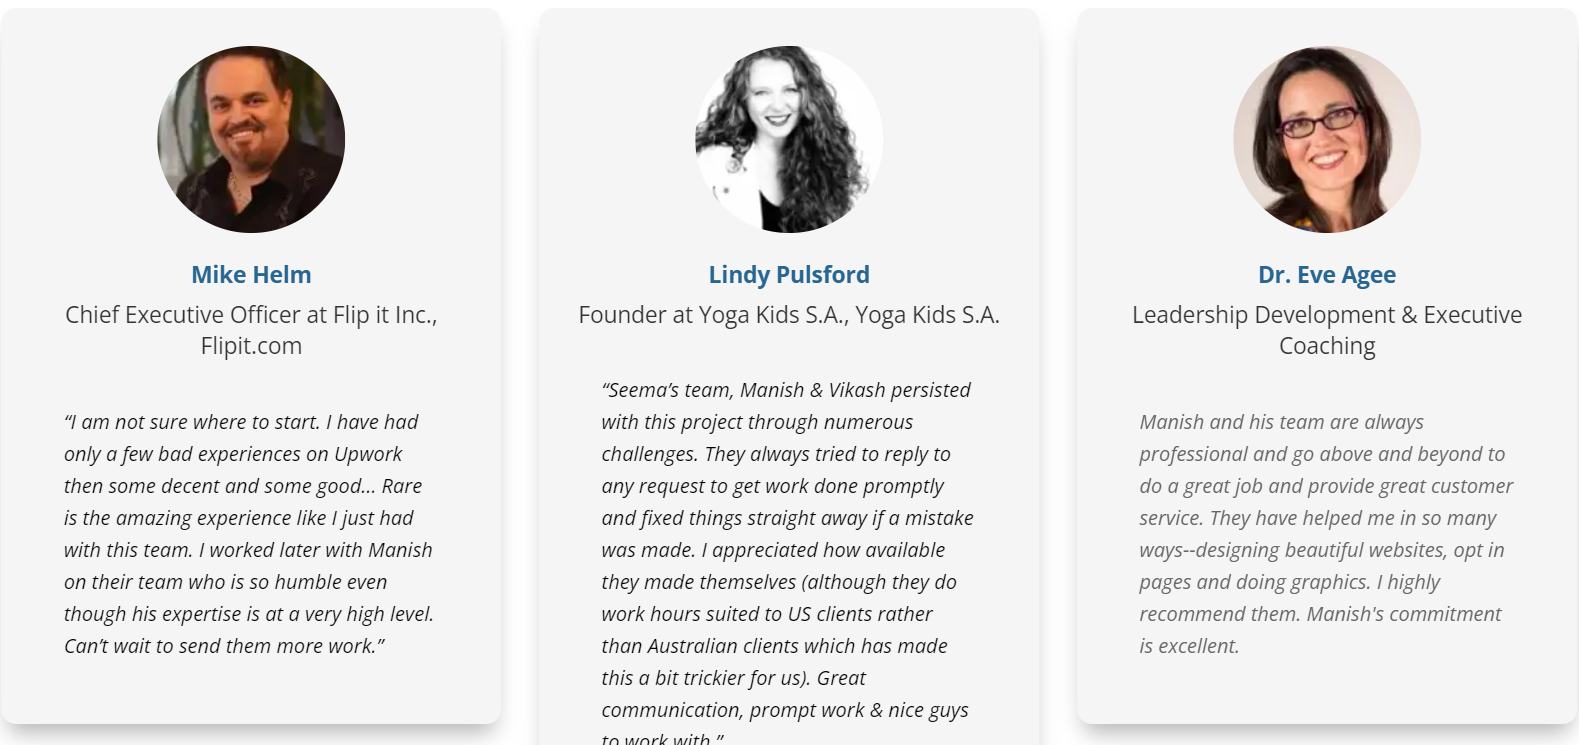 Mike Helm
Chief Executive Officer at Flip it Inc.,
Flipit.com
“I am not sure where to start. I have had
only a few bad experiences on Upwork
then some decent and some good… Rare
is the amazing experience like I just had
with this team. I worked later with Manish
on their team who is so humble even
though his expertise is at a very high level.
Can’t wait to send them more work.”
Lindy Pulsford
Founder at Yoga Kids S.A., Yoga Kids S.A.
“Seema’s team, Manish & Vikash persisted
with this project through numerous
challenges. They always tried to reply to
any request to get work done promptly
and fixed things straight away if a mistake
was made. I appreciated how available
they made themselves (although they do
work hours suited to US clients rather
than Australian clients which has made
this a bit trickier for us). Great
communication, prompt work & nice guys
to work with.”
Dr. Eve Agee
Leadership Development & Executive
Coaching
Manish and his team are always
professional and go above and beyond to
do a great job and provide great customer
service. They have helped me in so many
ways--designing beautiful websites, opt in
pages and doing graphics. I highly
recommend them. Manish's commitment
is excellent.